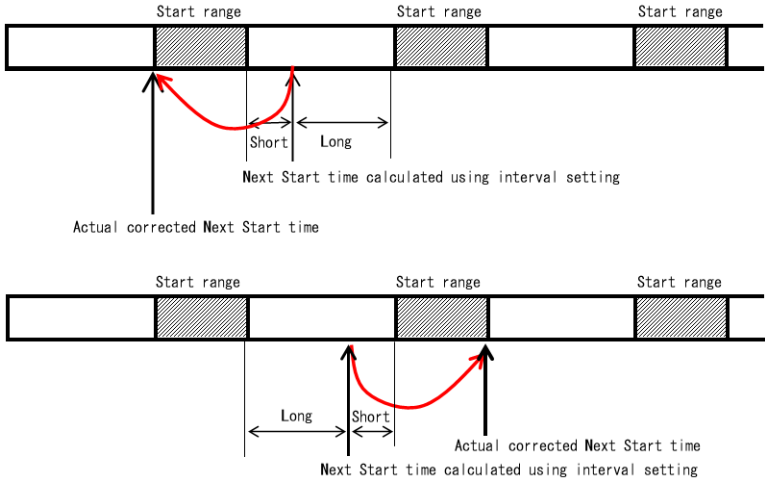 Start range Start range Start range
Short Long
Next Start time calculated using interval setting
Actual corrected Next Start time
Start range Start range Start range
Long Short
Actual corrected Next Start time
Next Start time calculated using interval setting